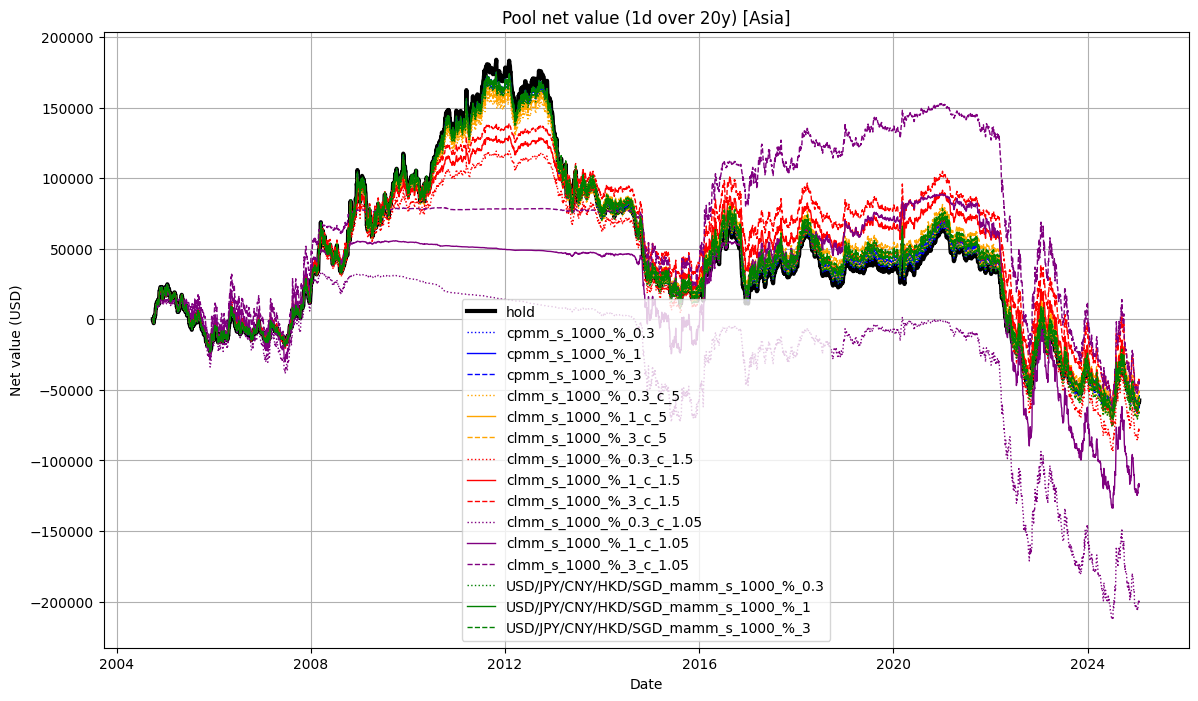 Pool net value (1d over 20y) [Asia]
200000
150000
100000
50000
0
−50000
−100000
−150000
−200000
Net value (USD)
hold
cpmm_s_1000_%_0.3
cpmm_s_1000_%_1
cpmm_s_1000_%_3
clmm_s_1000_%_0.3_c_5
clmm_s_1000_%_1_c_5
clmm_s_1000_%_3_c_5
clmm_s_1000_%_0.3_c_1.5
clmm_s_1000_%_1_c_1.5
clmm_s_1000_%_3_c_1.5
clmm_s_1000_%_0.3_c_1.05
clmm_s_1000_%_1_c_1.05
clmm_s_1000_%_3_c_1.05
USD/JPY/CNY/HKD/SGD_mamm_s_1000_%_0.3
USD/JPY/CNY/HKD/SGD_mamm_s_1000_%_1
USD/JPY/CNY/HKD/SGD_mamm_s_1000_%_3
2004 2008 2012 2016 2020 2024
Date